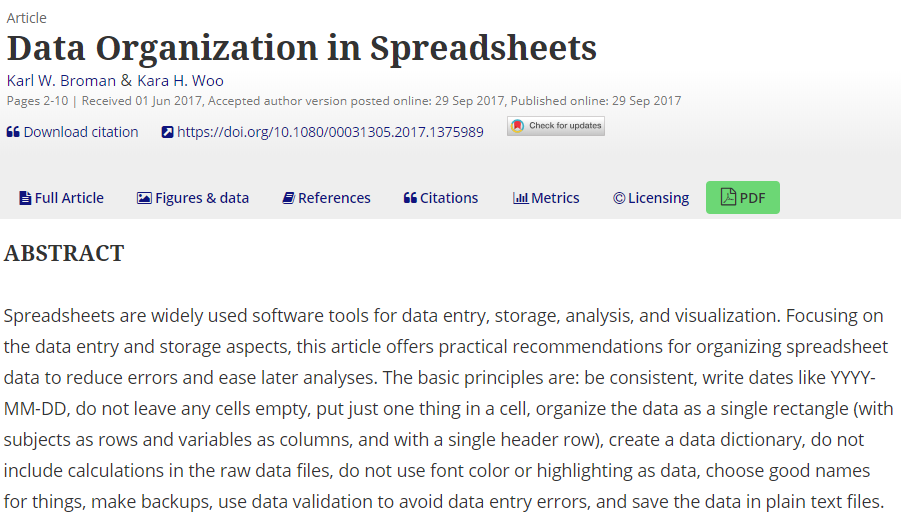 Article
Data Organization in Spreadsheets
Karl W. Broman & Kara H. Woo
Pages 2-10 | Received 01 Jun 2017, Accepted author version posted online: 29 Sep 2017, Published online: 29 Sep 2017
Download citation https://doi.org/10.1080/00031305.2017.1375989 Check for updates
Full Article Figures & data References Citations Metrics Licensing PDF
ABSTRACT
Spreadsheets are widely used software tools for data entry, storage, analysis, and visualization. Focusing on
the data entry and storage aspects, this article offers practical recommendations for organizing spreadsheet
data to reduce errors and ease later analyses. The basic principles are: be consistent, write dates like YYYY-
MM-DD, do not leave any cells empty, put just one thing in a cell, organize the data as a single rectangle (with
subjects as rows and variables as columns, and with a single header row), create a data dictionary, do not
include calculations in the raw data files, do not use font color or highlighting as data, choose good names
for things, make backups, use data validation to avoid data entry errors, and save the data in plain text files.